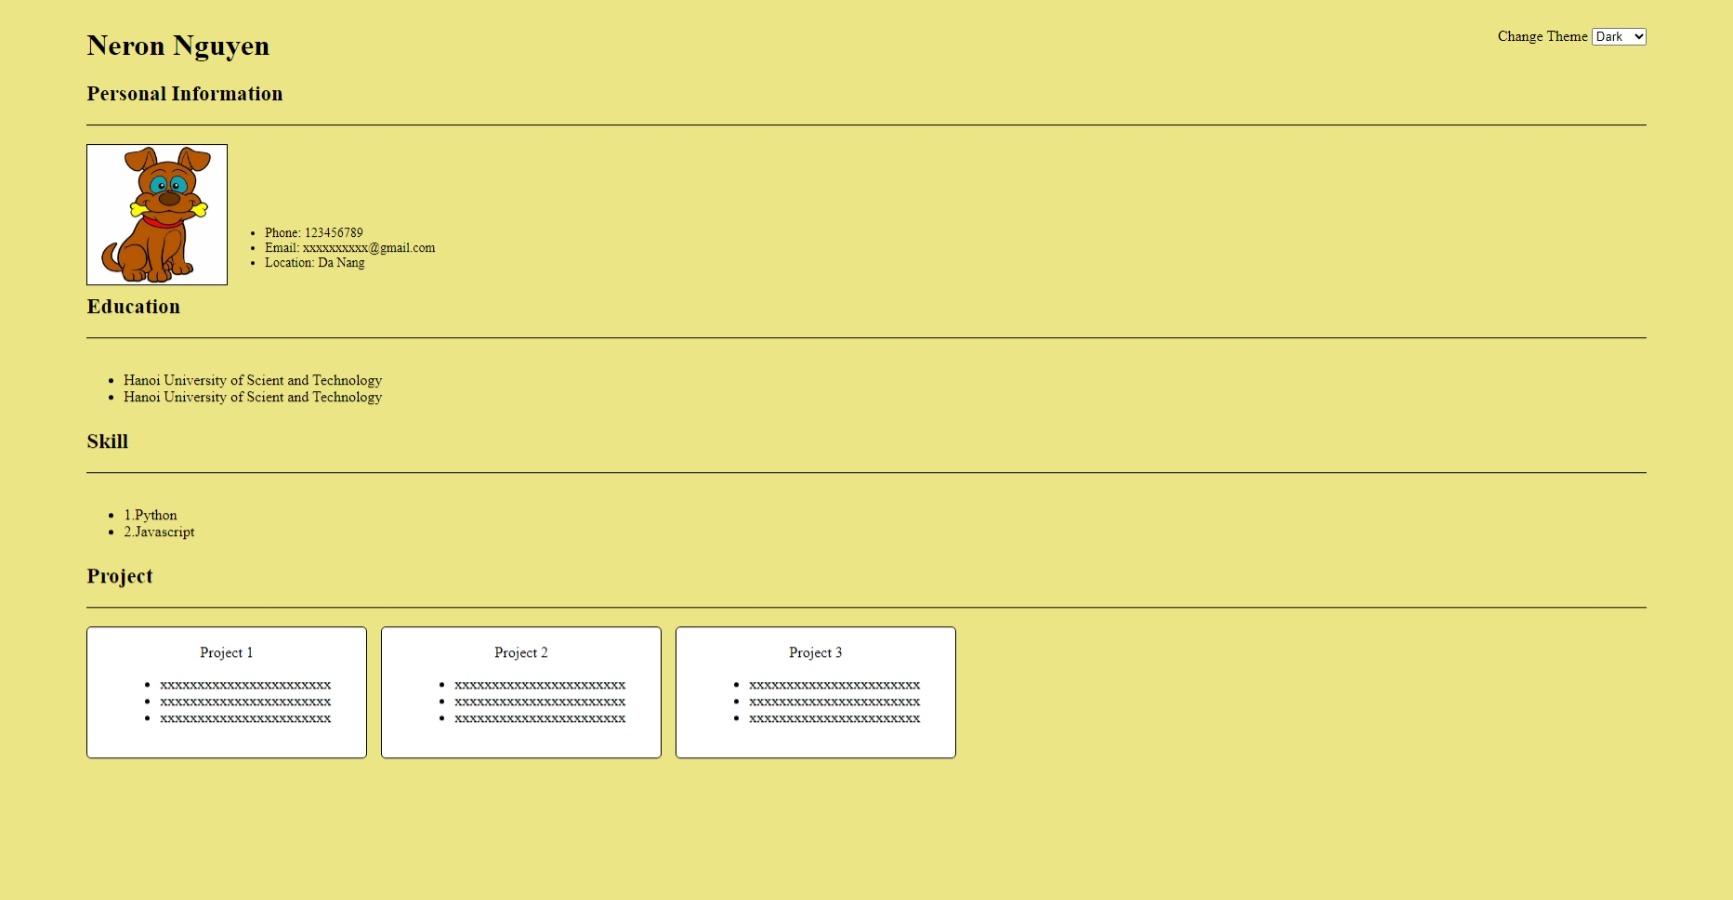 Neron Nguyen
Change Theme Dark
Personal Information
Phone: 123456789
Email: xxxxxxxxxx@gmail.com
Location: Da Nang
Education
Hanoi University of Scient and Technology
Hanoi University of Scient and Technology
Skill
1.Python
2.Javascript
Project
Project 1
xxxxxxxxxxxxxxxxxxxxxxx
xxxxxxxxxxxxxxxxxxxxxxx
xxxxxxxxxxxxxxxxxxxxxxx
Project 2
xxxxxxxxxxxxxxxxxxxxxxx
xxxxxxxxxxxxxxxxxxxxxxx
xxxxxxxxxxxxxxxxxxxxxxx
Project 3
xxxxxxxxxxxxxxxxxxxxxxx
xxxxxxxxxxxxxxxxxxxxxxx
xxxxxxxxxxxxxxxxxxxxxxx